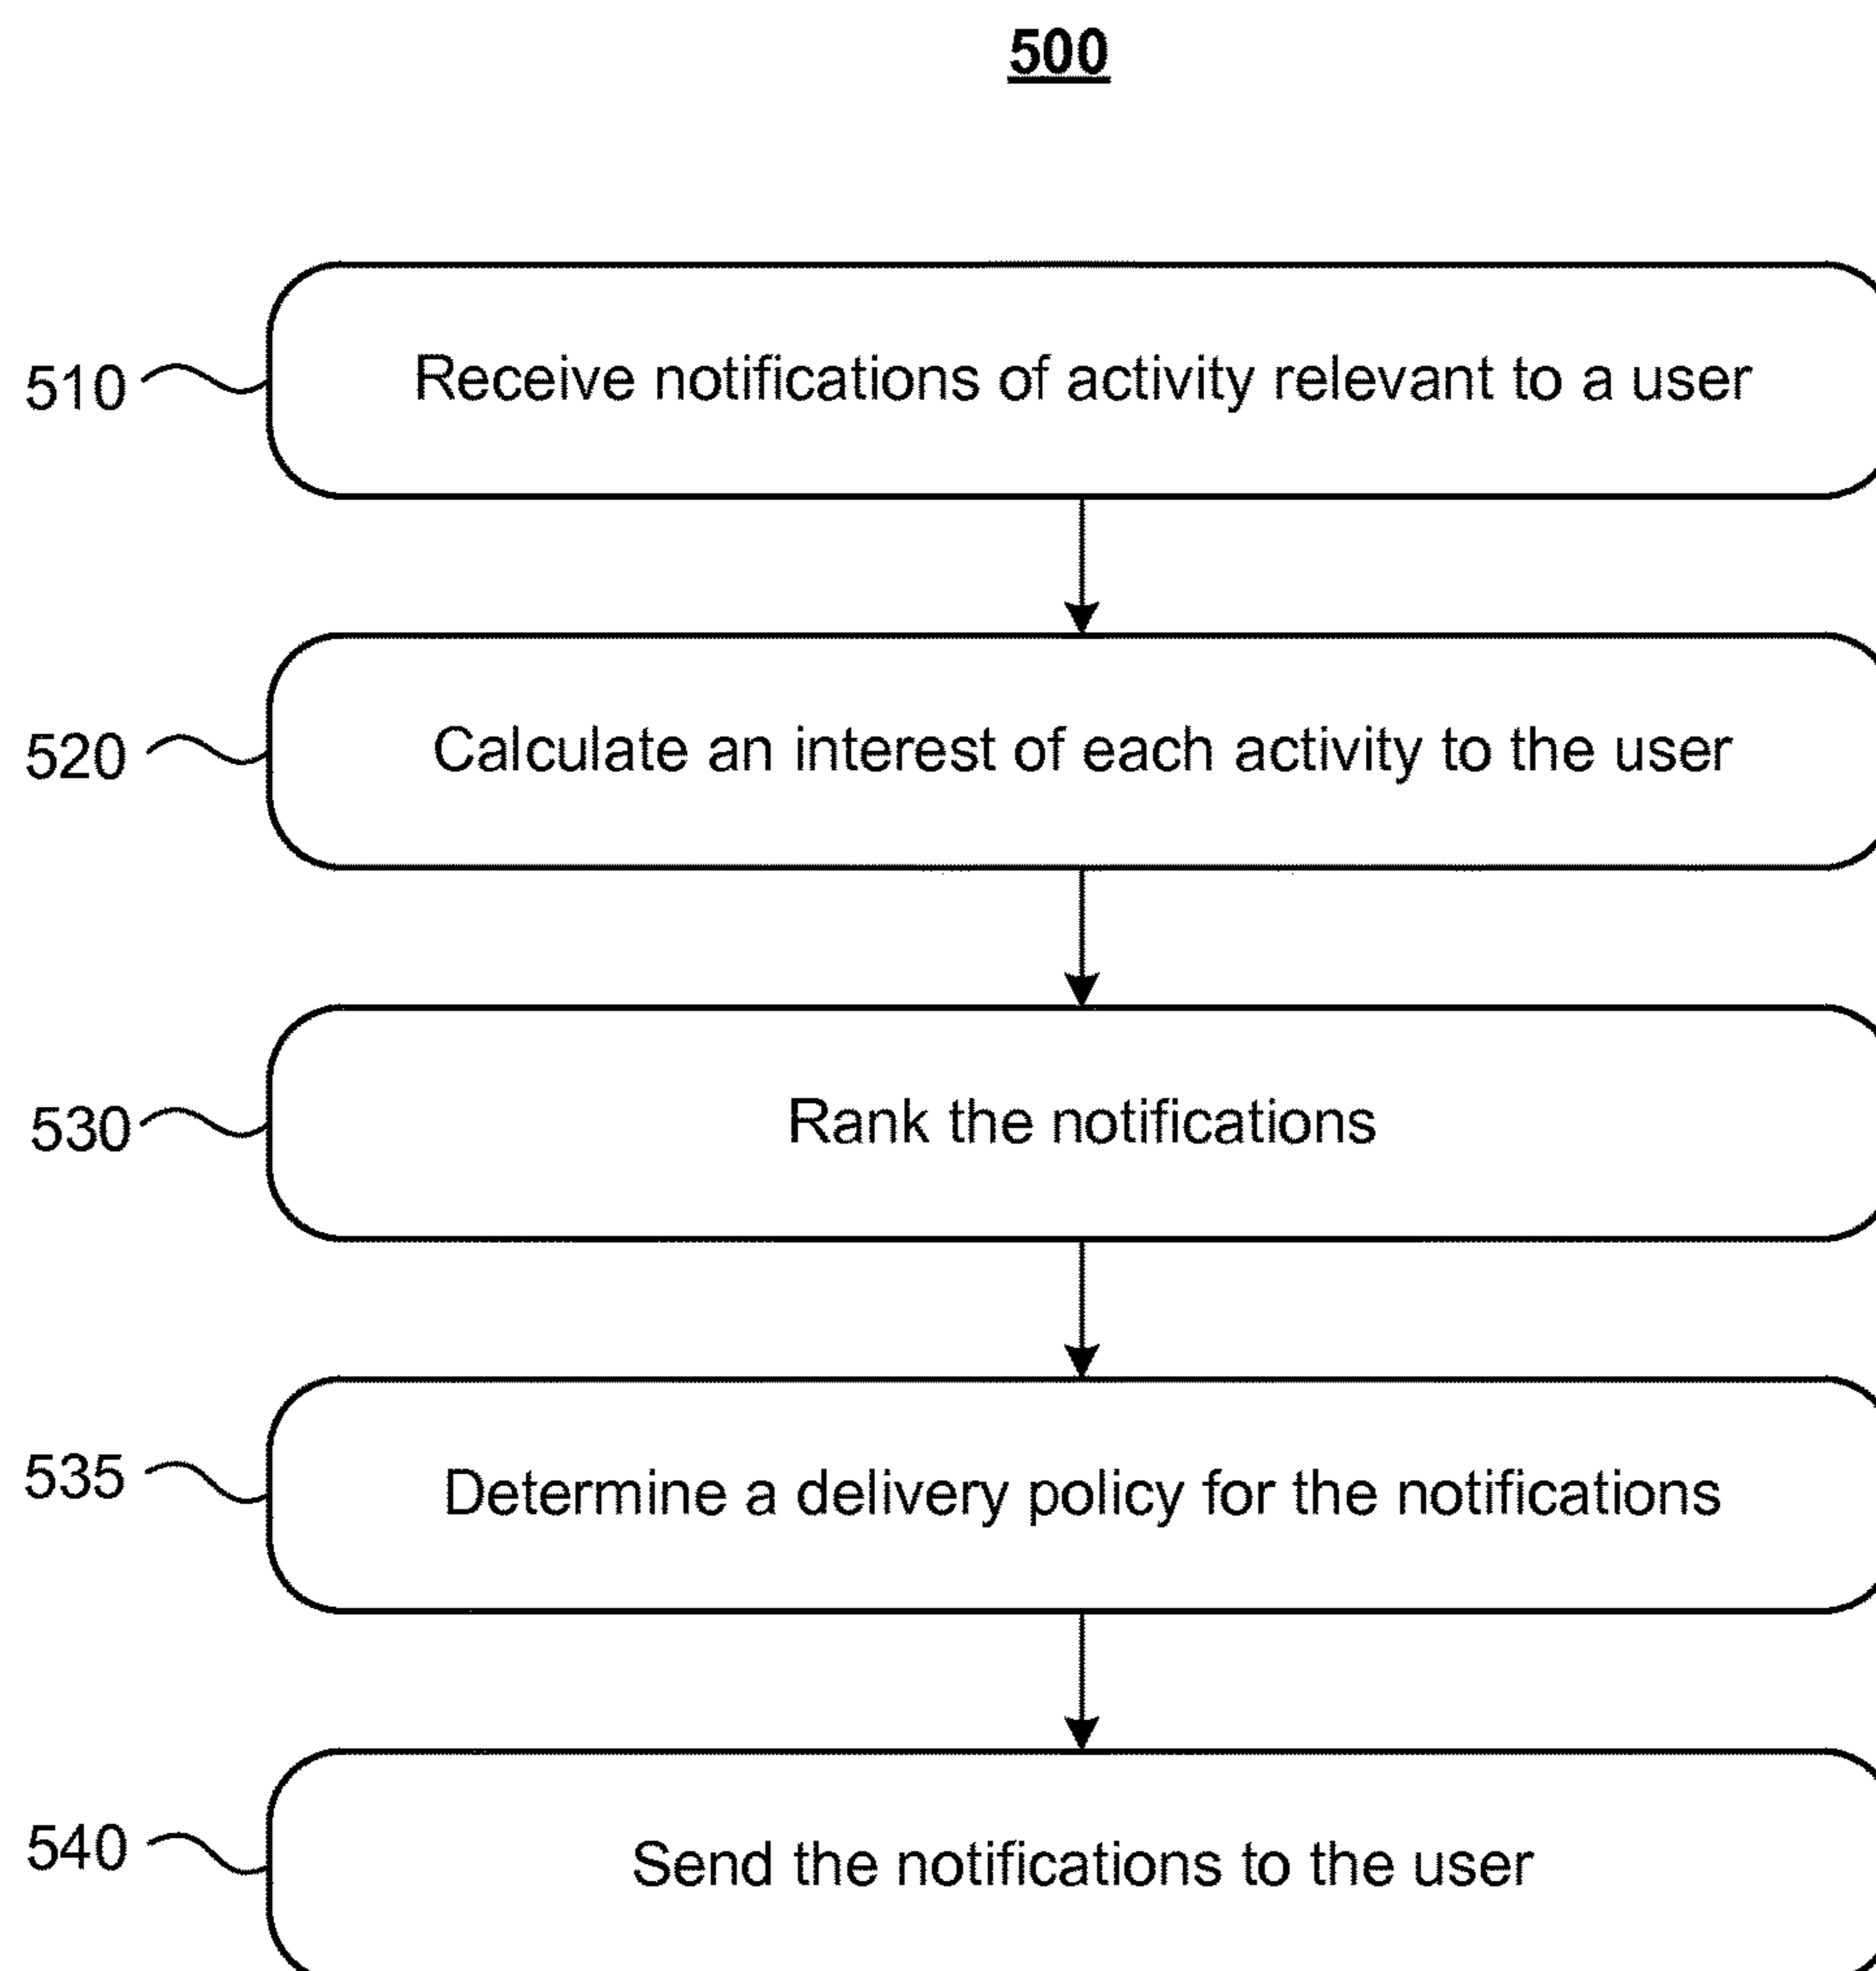 500
510 Receive notifications of activity relevant to a user
520 Calculate an interest of each activity to the user
530 Rank the notifications
535 Determine a delivery policy for the notifications
540 Send the notifications to the user